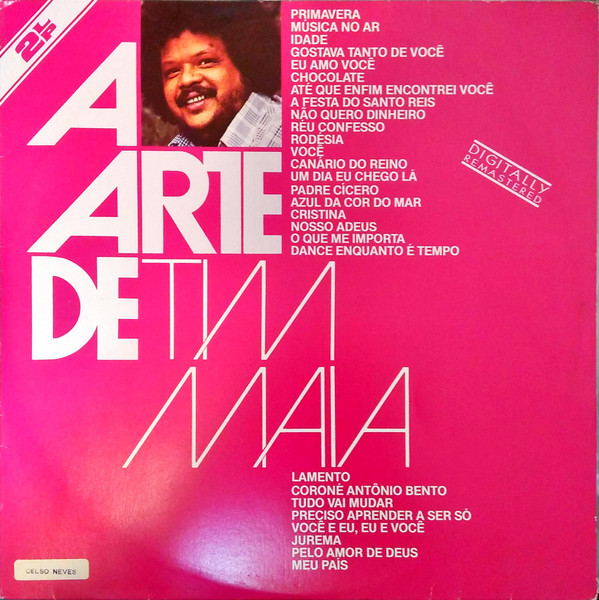 2LP
A
ARTE
DE TIM
MAIA
PRIMAVERA
MÚSICA NO AR
IDADE
GOSTAVA TANTO DE VOCÊ
EU AMO VOCÊ
CHOCOLATE
ATÉ QUE ENFIM ENCONTREI VOCÊ
A FESTA DO SANTO REIS
NÃO QUERO DINHEIRO
RÉU CONFESSO
RODÉSIA
VOCÊ
CANÁRIO DO REINO
UM DIA EU CHEGO LÁ
PADRE CÍCERO
AZUL DA COR DO MAR
CRISTINA
NOSSO ADEUS
O QUE ME IMPORTA
DANCE ENQUANTO É TEMPO
DIGITALLY
REMASTERED
LAMENTO
CORONÉ ANTÔNIO BENTO
TUDO VAI MUDAR
PRECISO APRENDER A SER SÓ
VOCÊ E EU, EU E VOCÊ
JUREMA
PELO AMOR DE DEUS
MEU PAÍS
CELSO NEVES